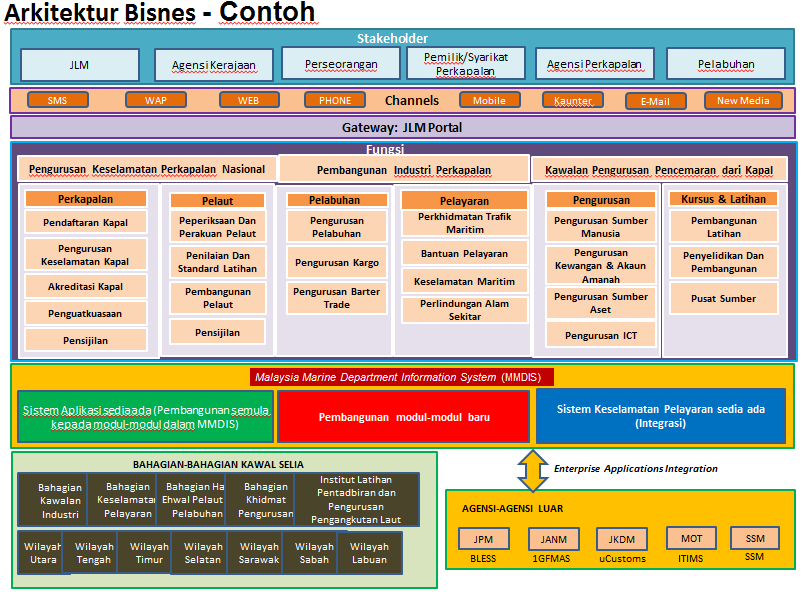 Arkitektur Bisnes - Contoh
Stakeholder
JLM
Agensi Kerajaan
Perseorangan
Pemilik/Syarikat
Perkapalan
Agensi Perkapalan
Pelabuhan
SMS
WAP
WEB
PHONE
Channels
Mobile
Kaunter
E-Mail
New Media
Gateway: JLM Portal
Fungsi
Pengurusan Keselamatan Perkapalan Nasional
Pembangunan Industri Perkapalan
Kawalan Pengurusan Pencemaran dari Kapal
Perkapalan
Pendaftaran Kapal
Pengurusan
Keselamatan Kapal
Akreditasi Kapal
Penguatkuasaan
Pensijilan
Pelaut
Peperiksaan Dan
Perakuan Pelaut
Penilaian Dan
Standard Latihan
Pembangunan
Pelaut
Pensijilan
Pelabuhan
Pengurusan
Pelabuhan
Pengurusan Kargo
Pengurusan Barter
Trade
Pelayaran
Perkhidmatan Trafik
Maritim
Bantuan Pelayaran
Keselamatan Maritim
Perlindungan Alam
Sekitar
Pengurusan
Pengurusan Sumber
Manusia
Pengurusan
Kewangan & Akaun
Amanah
Pengurusan Sumber
Aset
Pengurusan ICT
Kursus & Latihan
Pembangunan
Latihan
Penyelidikan Dan
Pembangunan
Pusat Sumber
Malaysia Marine Department Information System (MMDIS)
Sistem Aplikasi sediaada (Pembangunan semula
kepada modul-modul dalam MMDIS)
Pembangunan modul-modul baru
Sistem Keselamatan Pelayaran sedia ada
(Integrasi)
BAHAGIAN-BAHAGIAN KAWAL SELIA
Bahagian
Kawalan
Industri
Bahagian
Keselamatan
Pelayaran
Bahagian Ha
Ehwal Pelaut
Pelabuhan
Bahagian
Khidmat
Pengurusan
Institut Latihan
Pentadbiran dan
Pengurusan
Pengangkutan Laut
Wilayah
Utara
Wilayah
Tengah
Wilayah
Timur
Wilayah
Selatan
Wilayah
Sarawak
Wilayah
Sabah
Wilayah
Labuan
Enterprise Applications Integration
AGENSI-AGENSI LUAR
JPM
JANM
JKDM
MOT
SSM
BLESS
1GFMAS
uCustoms
ITIMS
SSM